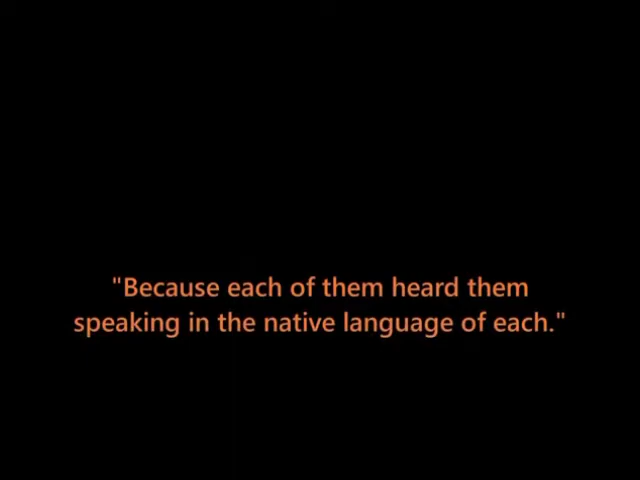 "Because each of them heard them
speaking in the native language of each."